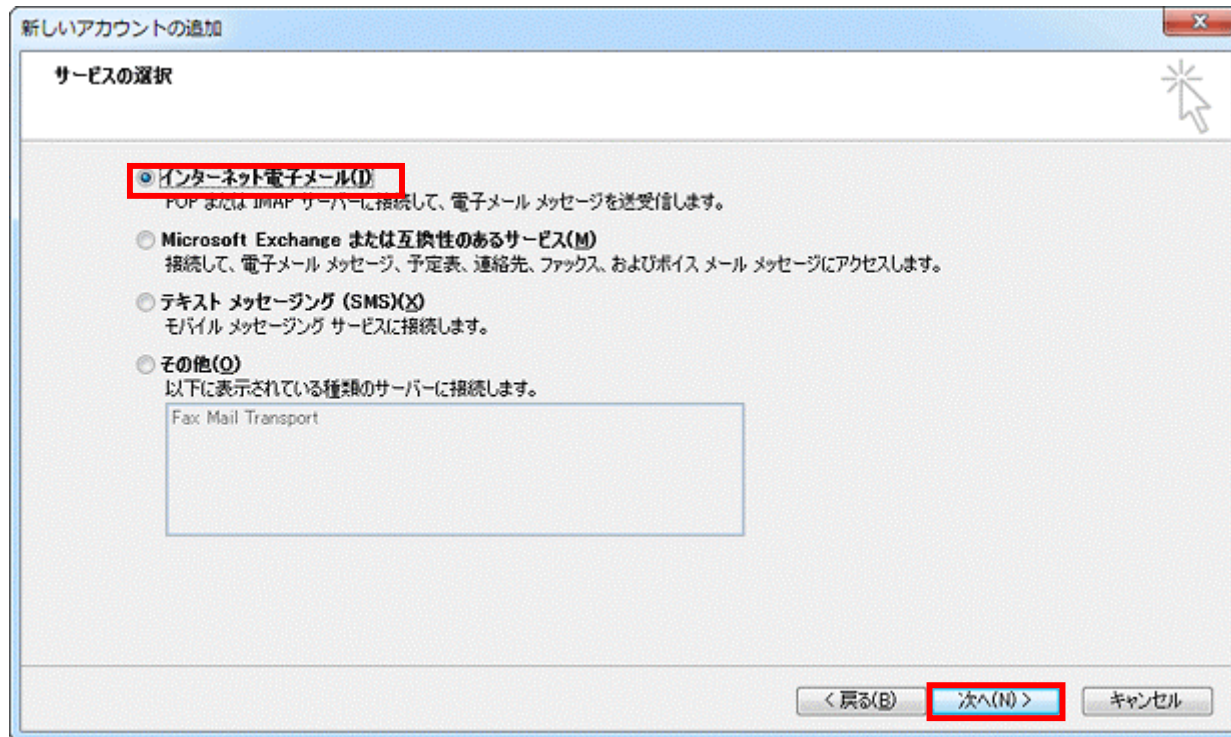 新しいアカウントの追加
サービスの選択
インターネット電子メール(I)
POP または IMAP サーバーに接続して、電子メール メッセージを送受信します。
Microsoft Exchange または互換性のあるサービス(M)
接続して、電子メール メッセージ、予定表、連絡先、ファックス、およびボイス メール メッセージにアクセスします。
テキスト メッセージング (SMS)(X)
モバイル メッセージング サービスに接続します。
その他(O)
以下に表示されている種類のサーバーに接続します。
Fax Mail Transport
< 戻る(B) 次へ(N) > キャンセル